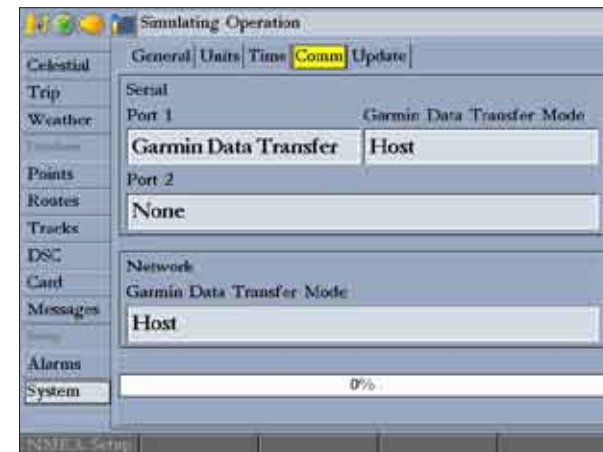 Simulating Operation
General Units Time Comm Update
Celestial
Trip
Weather
Points
Routes
Tracks
DSC
Card
Messages
Alarms
System
Serial
Port 1 Garmin Data Transfer Mode
Garmin Data Transfer Host
Port 2
None
Network
Garmin Data Transfer Mode
Host
0%
NMEA Setup